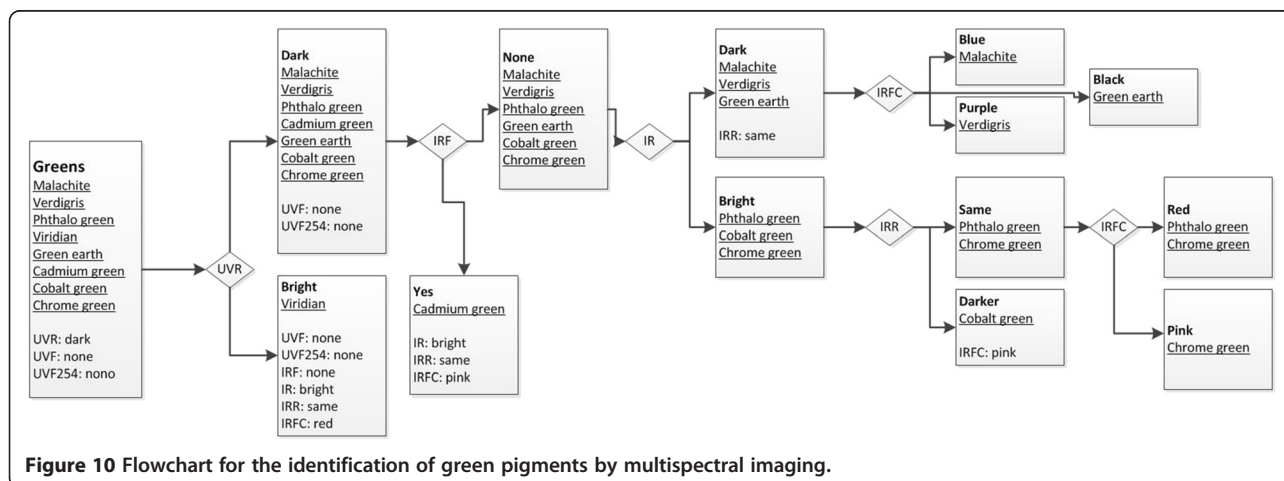 Greens
Malachite
Verdigris
Phthalo green
Viridian
Green earth
Cadmium green
Cobalt green
Chrome green
UVR: dark
UVF: none
UVF254: nono
UVR
Dark
Malachite
Verdigris
Phthalo green
Cadmium green
Green earth
Cobalt green
Chrome green
UVF: none
UVF254: none
Bright
Viridian
UVF: none
UVF254: none
IRF: none
IR: bright
IRR: same
IRFC: red
IRF
None
Malachite
Verdigris
Phthalo green
Green earth
Cobalt green
Chrome green
Yes
Cadmium green
IR: bright
IRR: same
IRFC: pink
IR
Dark
Malachite
Verdigris
Green earth
IRR: same
IRFC
Blue
Malachite
Black
Green earth
Purple
Verdigris
Bright
Phthalo green
Cobalt green
Chrome green
IRR
Same
Phthalo green
Chrome green
IRFC
Red
Phthalo green
Chrome green
Darker
Cobalt green
IRFC: pink
Pink
Chrome green
Figure 10 Flowchart for the identification of green pigments by multispectral imaging.